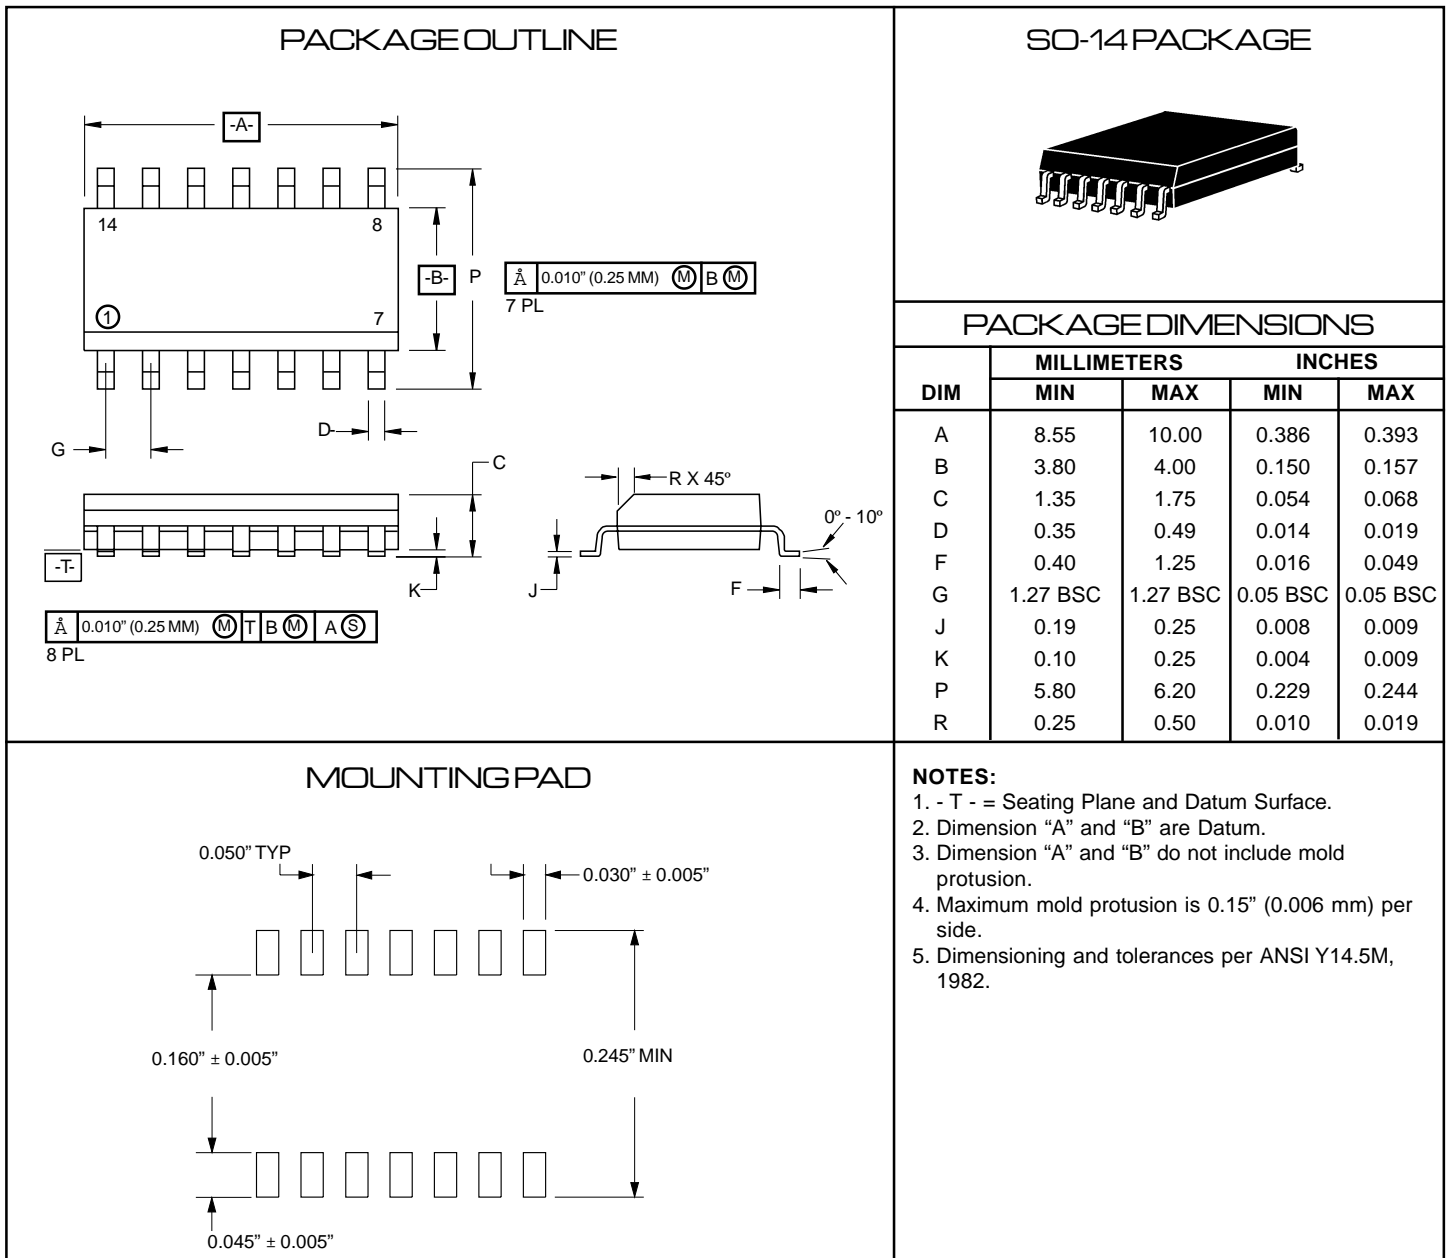 PACKAGE OUTLINE
-A-
14
8
-B-
P
Å 0.010” (0.25 MM) M B M
7 PL
1
7
D
G
C
-T-
K
R X 45º
0º - 10º
J
F
Å 0.010” (0.25 MM) M T B M A S
8 PL
SO-14 PACKAGE
PACKAGE DIMENSIONS
MILLIMETERS INCHES
DIM MIN MAX MIN MAX
A 8.55 10.00 0.386 0.393
B 3.80 4.00 0.150 0.157
C 1.35 1.75 0.054 0.068
D 0.35 0.49 0.014 0.019
F 0.40 1.25 0.016 0.049
G 1.27 BSC 1.27 BSC 0.05 BSC 0.05 BSC
J 0.19 0.25 0.008 0.009
K 0.10 0.25 0.004 0.009
P 5.80 6.20 0.229 0.244
R 0.25 0.50 0.010 0.019
MOUNTING PAD
0.050” TYP
0.030” ± 0.005”
0.160” ± 0.005”
0.245” MIN
0.045” ± 0.005”
NOTES:
1. - T - = Seating Plane and Datum Surface.
2. Dimension “A” and “B” are Datum.
3. Dimension “A” and “B” do not include mold
protusion.
4. Maximum mold protusion is 0.15” (0.006 mm) per
side.
5. Dimensioning and tolerances per ANSI Y14.5M,
1982.